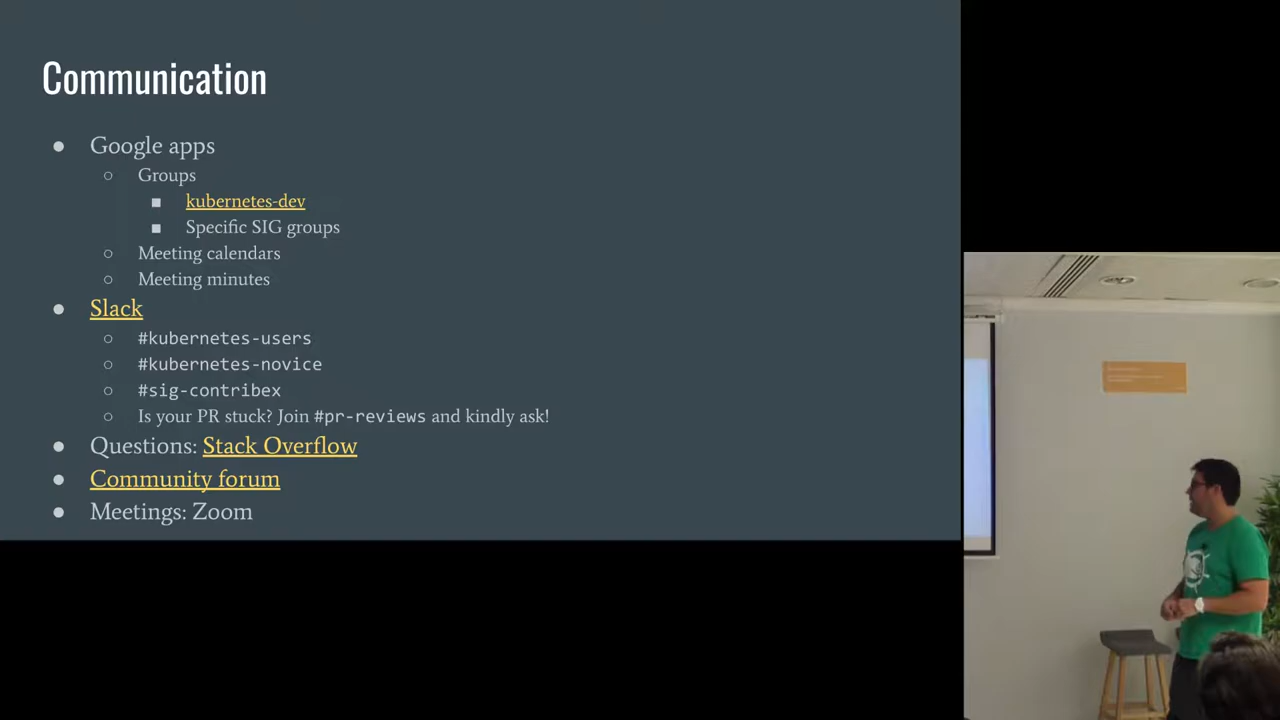 Communication
● Google apps
○ Groups
■ kubernetes-dev
■ Specific SIG groups
○ Meeting calendars
○ Meeting minutes
● Slack
○ #kubernetes-users
○ #kubernetes-novice
○ #sig-contribex
○ Is your PR stuck? Join #pr-reviews and kindly ask!
● Questions: Stack Overflow
● Community forum
● Meetings: Zoom